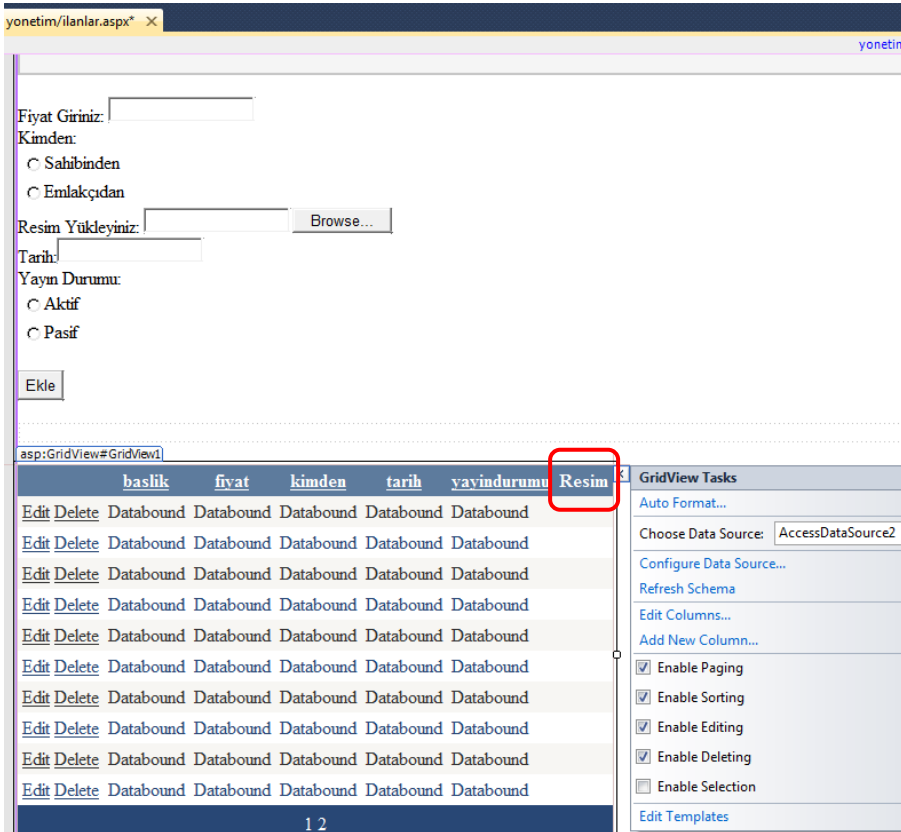 yonetim/ilanlar.aspx* ×
yonetim
Fiyat Giriniz:
Kimden:
Sahibinden
Emlakçıdan
Resim Yükleyiniz: Browse...
Tarih:
Yayın Durumu:
Aktif
Pasif
Ekle
asp:GridView#GridView1
baslik fiyat kimden tarih yayindurumu Resim
Edit Delete Databound Databound Databound Databound Databound
Edit Delete Databound Databound Databound Databound Databound
Edit Delete Databound Databound Databound Databound Databound
Edit Delete Databound Databound Databound Databound Databound
Edit Delete Databound Databound Databound Databound Databound
Edit Delete Databound Databound Databound Databound Databound
Edit Delete Databound Databound Databound Databound Databound
Edit Delete Databound Databound Databound Databound Databound
Edit Delete Databound Databound Databound Databound Databound
Edit Delete Databound Databound Databound Databound Databound
1 2
GridView Tasks
Auto Format...
Choose Data Source: AccessDataSource2
Configure Data Source...
Refresh Schema
Edit Columns...
Add New Column...
Enable Paging
Enable Sorting
Enable Editing
Enable Deleting
Enable Selection
Edit Templates